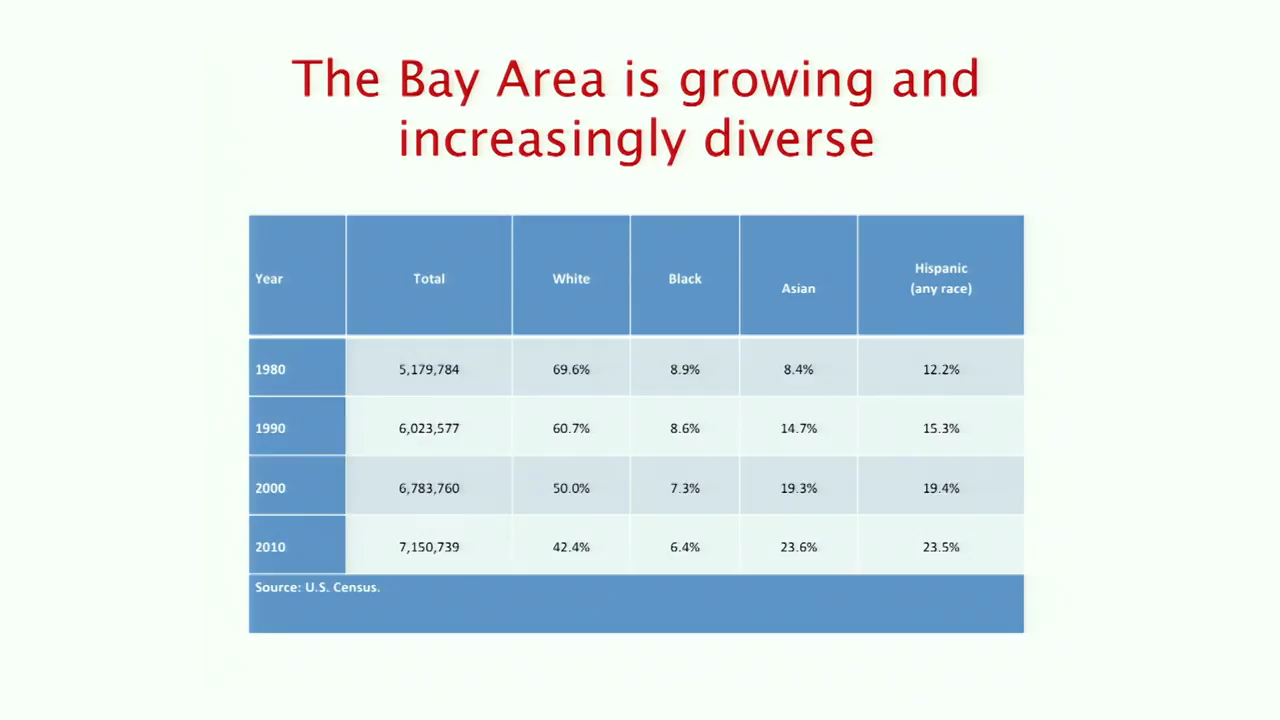 The Bay Area is growing and
increasingly diverse
Year Total White Black Asian Hispanic
(any race)
1980 5,179,784 69.6% 8.9% 8.4% 12.2%
1990 6,023,577 60.7% 8.6% 14.7% 15.3%
2000 6,783,760 50.0% 7.3% 19.3% 19.4%
2010 7,150,739 42.4% 6.4% 23.6% 23.5%
Source: U.S. Census.